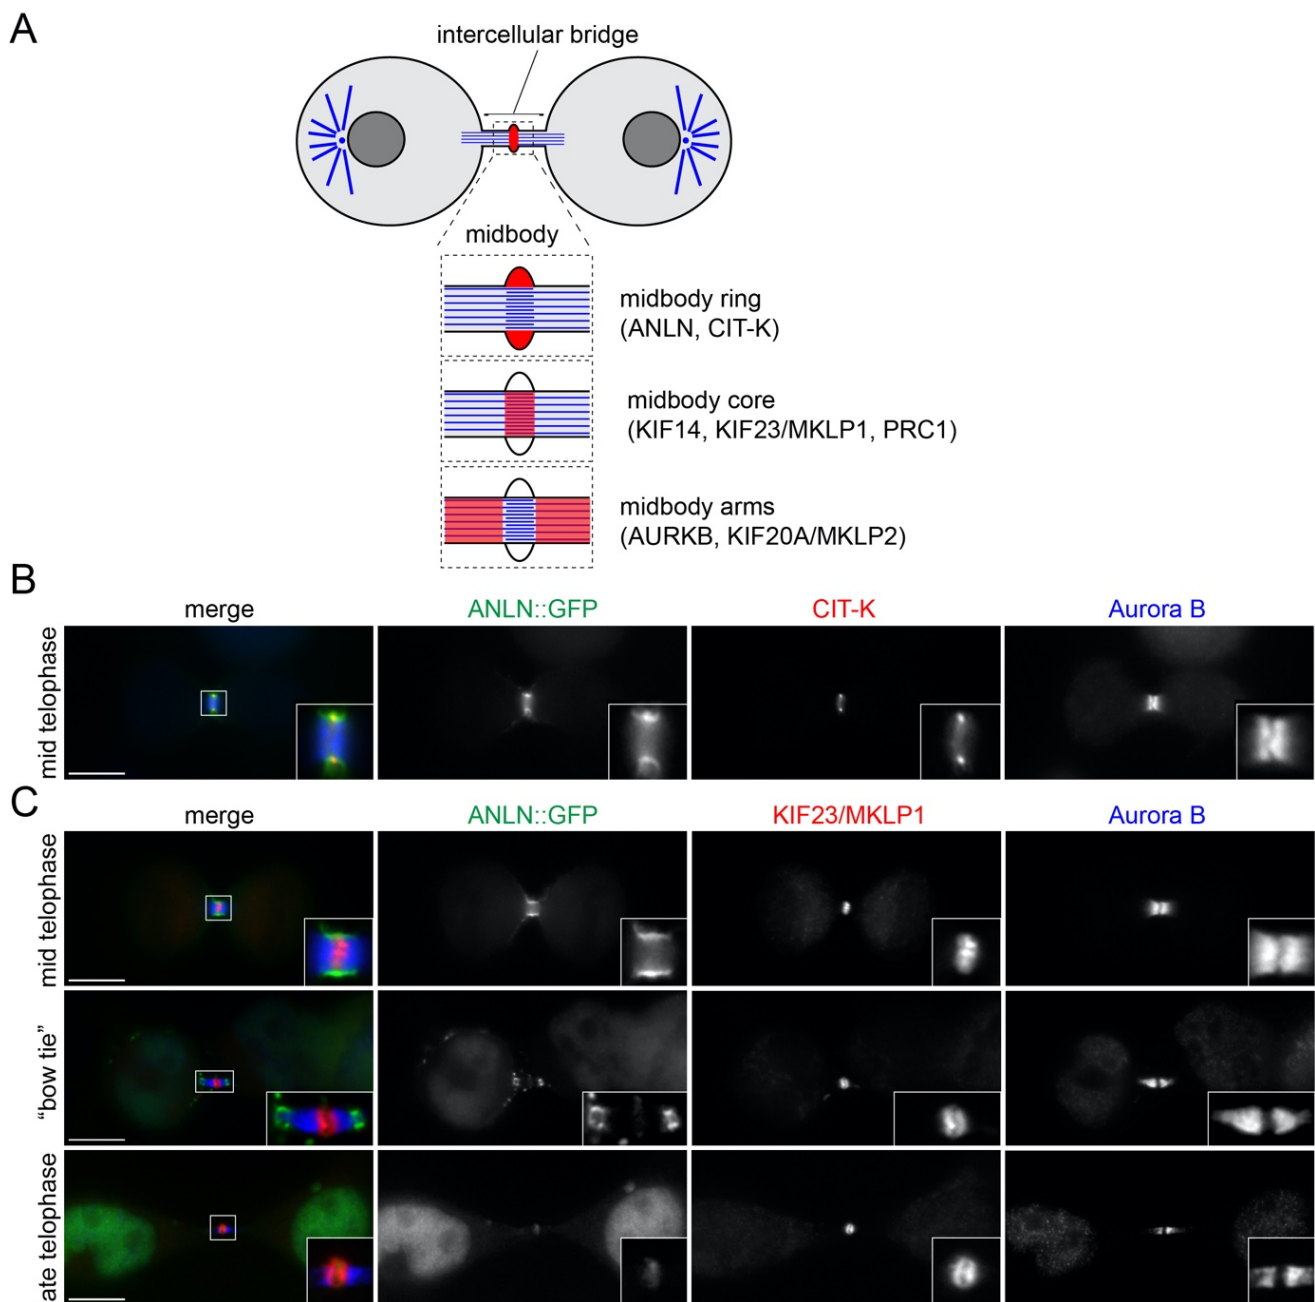 A
intercellular bridge
midbody
midbody ring
(ANLN, CIT-K)
midbody core
(KIF14, KIF23/MKLP1, PRC1)
midbody arms
(AURKB, KIF20A/MKLP2)
B
merge
ANLN::GFP
CIT-K
Aurora B
mid telophase
C
merge
ANLN::GFP
KIF23/MKLP1
Aurora B
mid telophase
“bow tie”
ate telophase